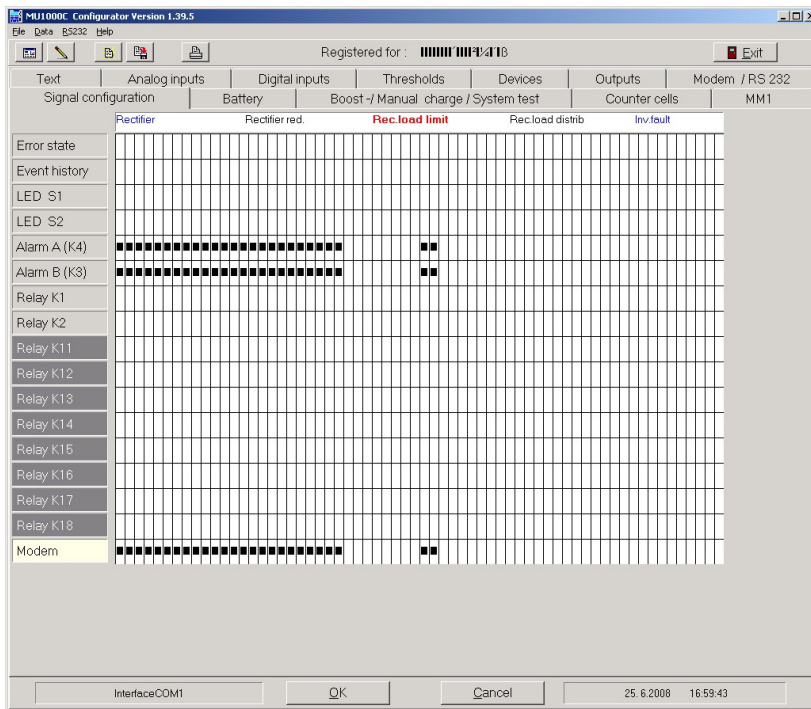 MU1000C Configurator Version 1.39.5
File Data RS232 Help
Registered for :
Exit
Text Analog inputs Digital inputs Thresholds Devices Outputs Modem / RS 232
Signal configuration Battery Boost -/ Manual charge / System test Counter cells MM1
Rectifier Rectifier red. Rec.load limit Rec.load distrib Inv.fault
Error state
Event history
LED S1
LED S2
Alarm A (K4)
Alarm B (K3)
Relay K1
Relay K2
Relay K11
Relay K12
Relay K13
Relay K14
Relay K15
Relay K16
Relay K17
Relay K18
Modem
InterfaceCOM1 OK Cancel 25. 6.2008 16:59:43